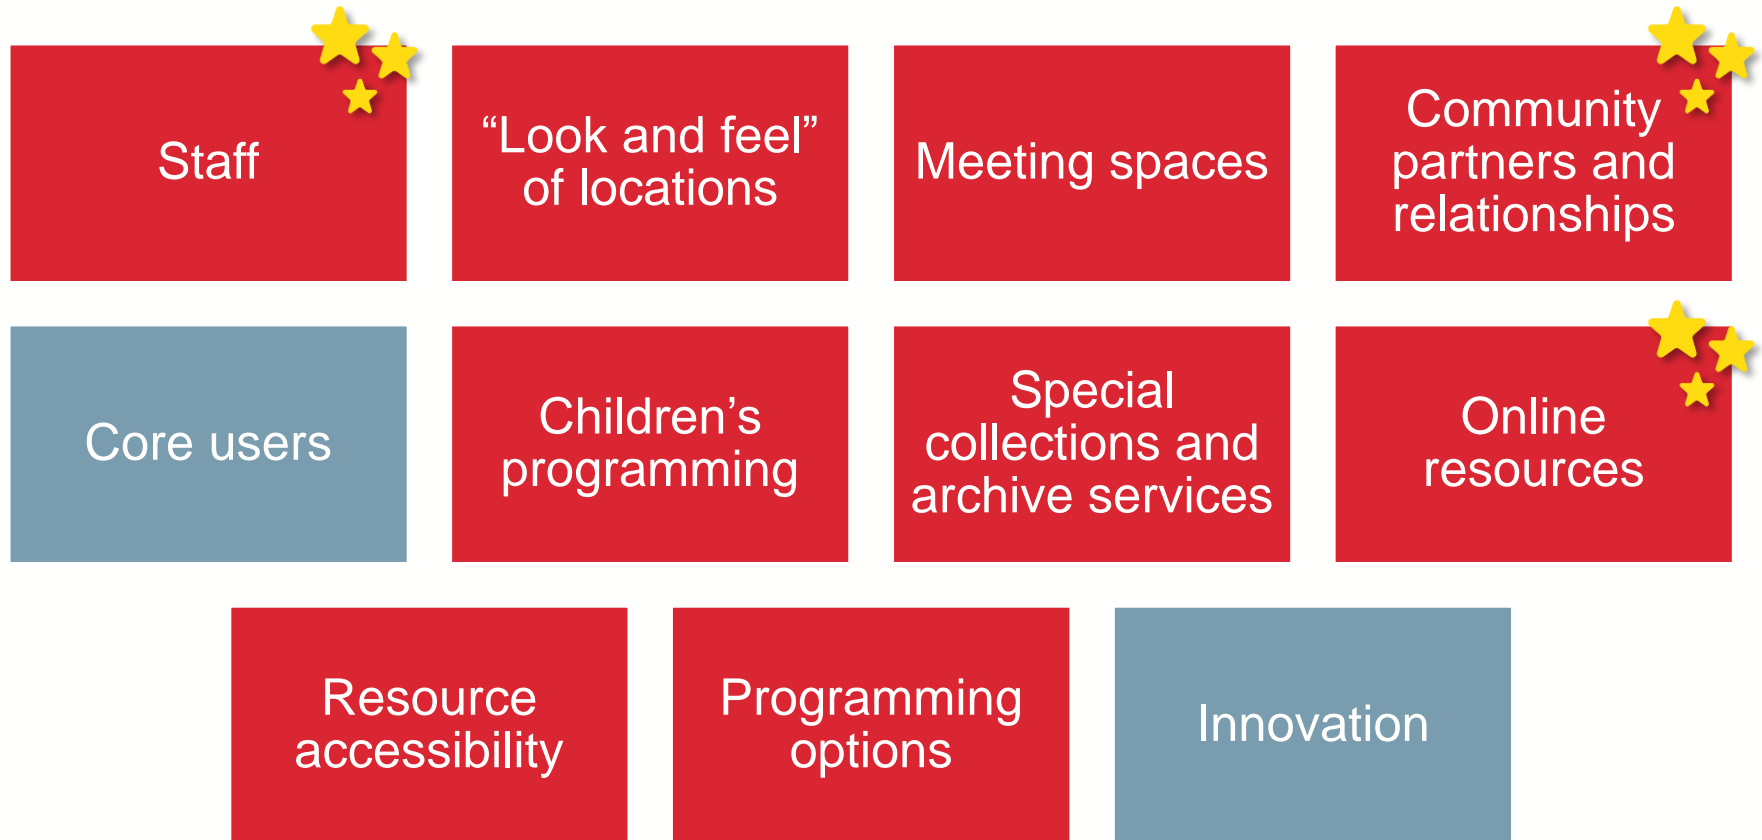 Staff
“Look and feel”
of locations
Meeting spaces
Community
partners and
relationships
Core users
Children’s
programming
Special
collections and
archive services
Online
resources
Resource
accessibility
Programming
options
Innovation